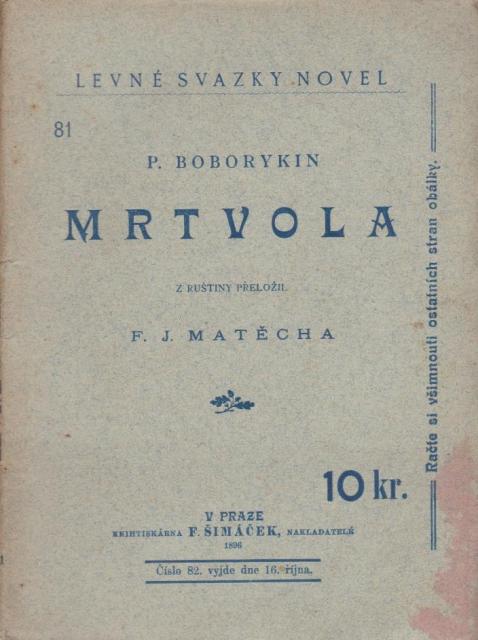 LEVNÉ SVAZKY NOVEL
81
P. BOBORYKIN
MRTVOLA
Z RUŠTINY PŘELOŽIL
F. J. MATĚCHA
Račte si všimnouti ostatních stran obálky.
10 kr.
V PRAZE
KNIHTISKÁRNA F. ŠIMÁČEK, NAKLADATELÉ
1896
Číslo 82. vyjde dne 16. října.